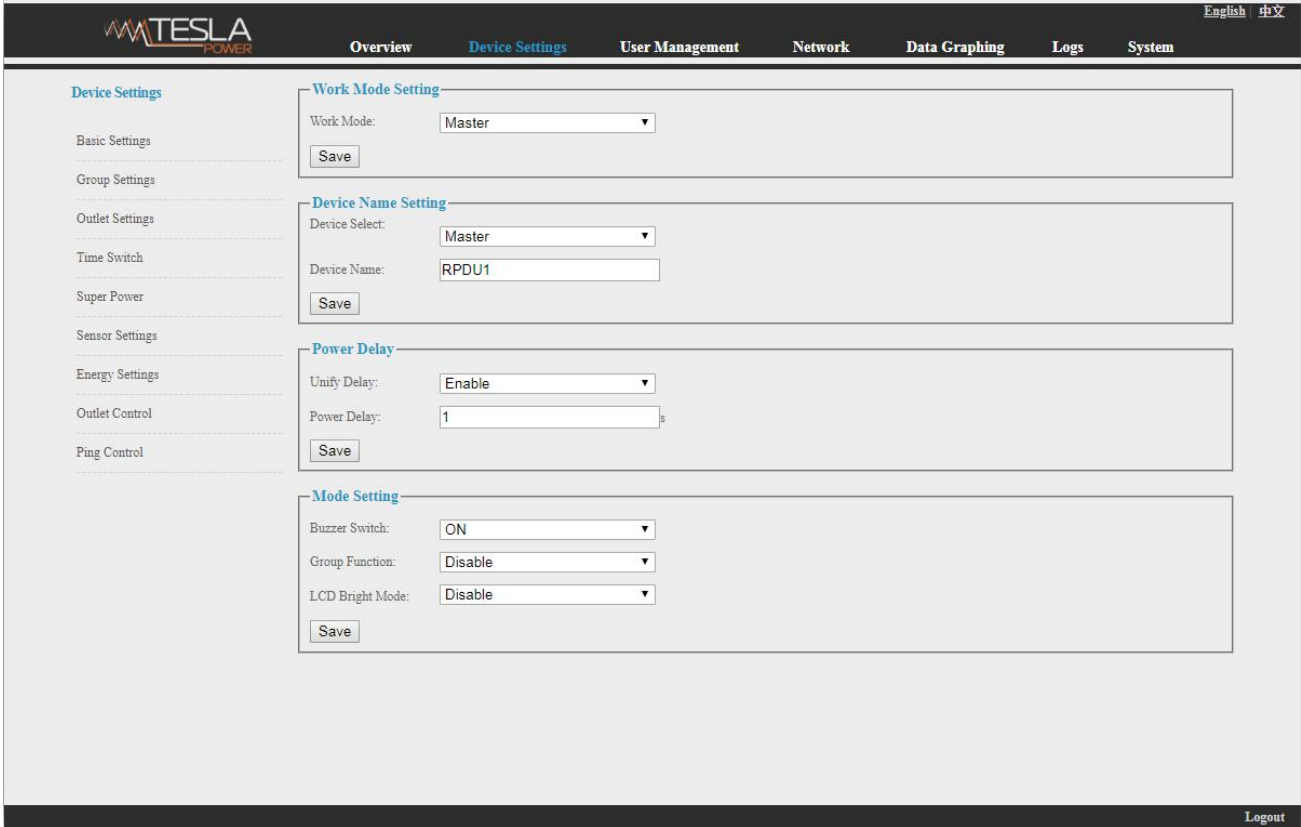 English | 中文
TESLA
POWER
Overview Device Settings User Management Network Data Graphing Logs System
Device Settings
Basic Settings
Group Settings
Outlet Settings
Time Switch
Super Power
Sensor Settings
Energy Settings
Outlet Control
Ping Control
Work Mode Setting
Work Mode: Master
Save
Device Name Setting
Device Select: Master
Device Name: RPDU1
Save
Power Delay
Unify Delay: Enable
Power Delay: 1 s
Save
Mode Setting
Buzzer Switch: ON
Group Function: Disable
LCD Bright Mode: Disable
Save
Logout